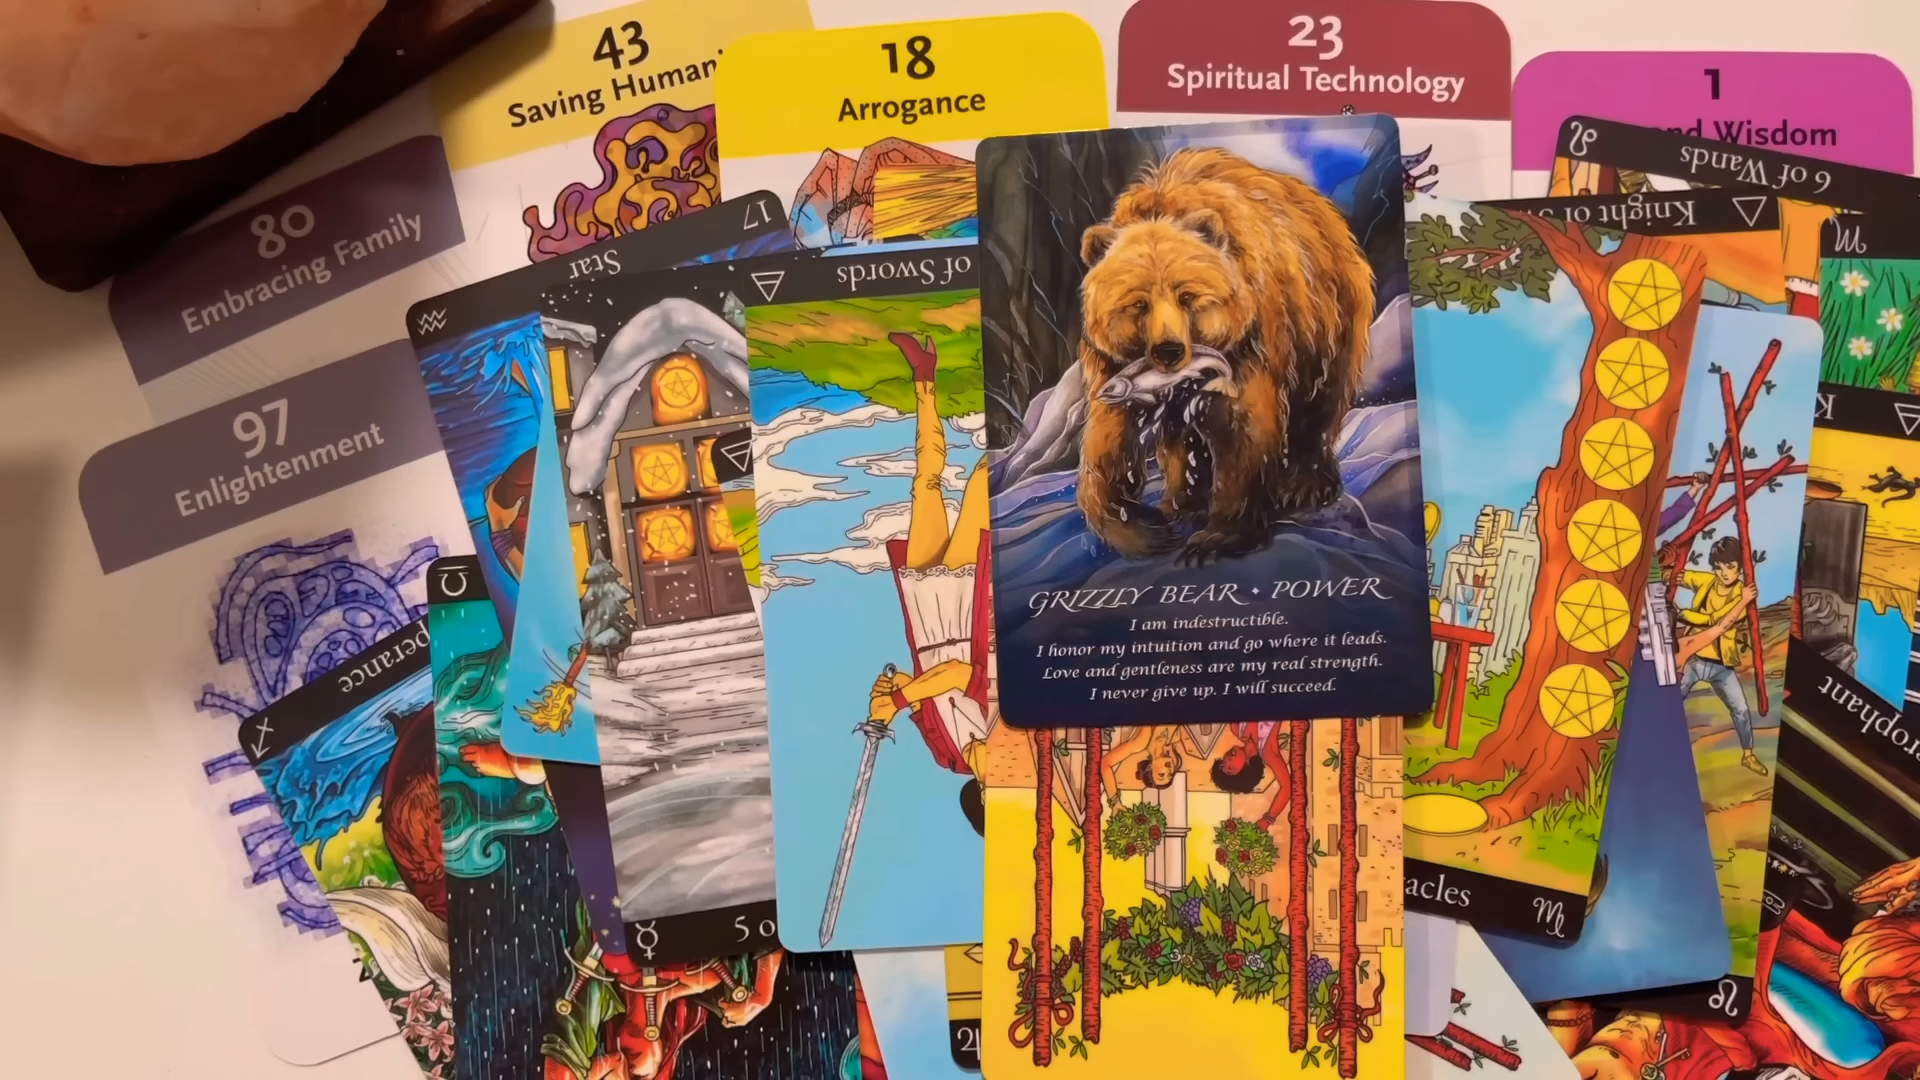 43
Saving Humani
18
Arrogance
23
Spiritual Technology
1
nd Wisdom
80
Embracing Family
97
Enlightenment
6 of Wands
Knight of
17
Star
of Swords
perance
K
rophant
GRIZZLY BEAR • POWER
I am indestructible.
I honor my intuition and go where it leads.
Love and gentleness are my real strength.
I never give up. I will succeed.
acles
5 o